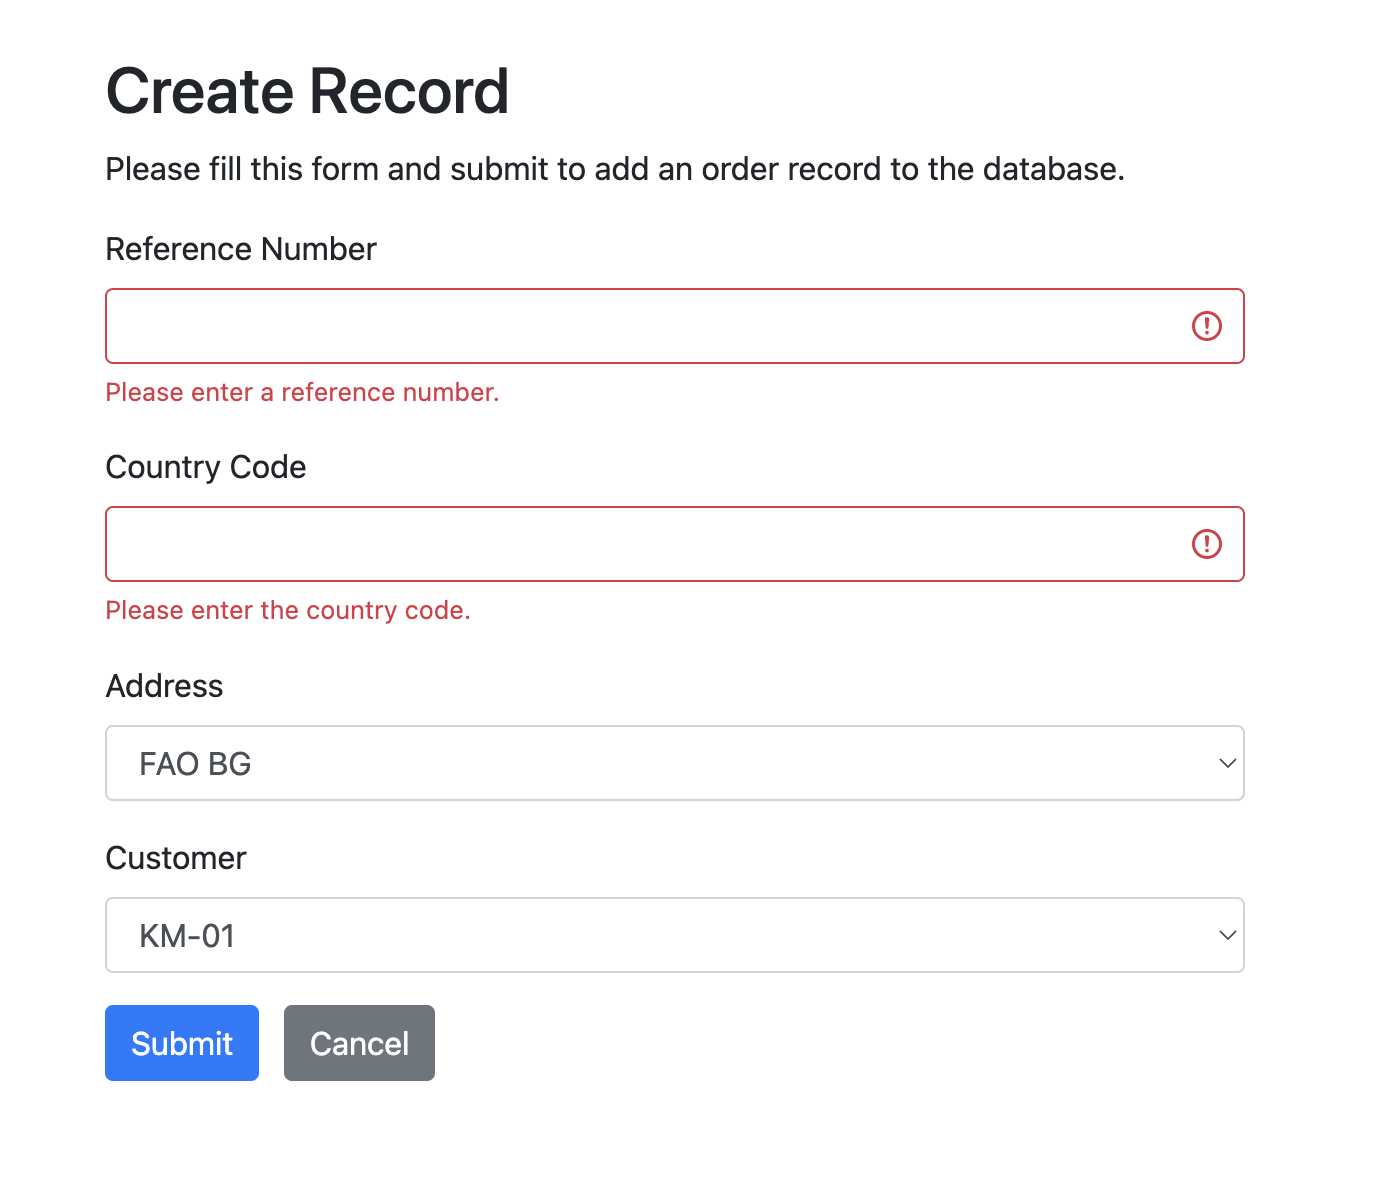 Create Record
Please fill this form and submit to add an order record to the database.
Reference Number
Please enter a reference number.
Country Code
Please enter the country code.
Address
FAO BG
Customer
KM-01
Submit Cancel